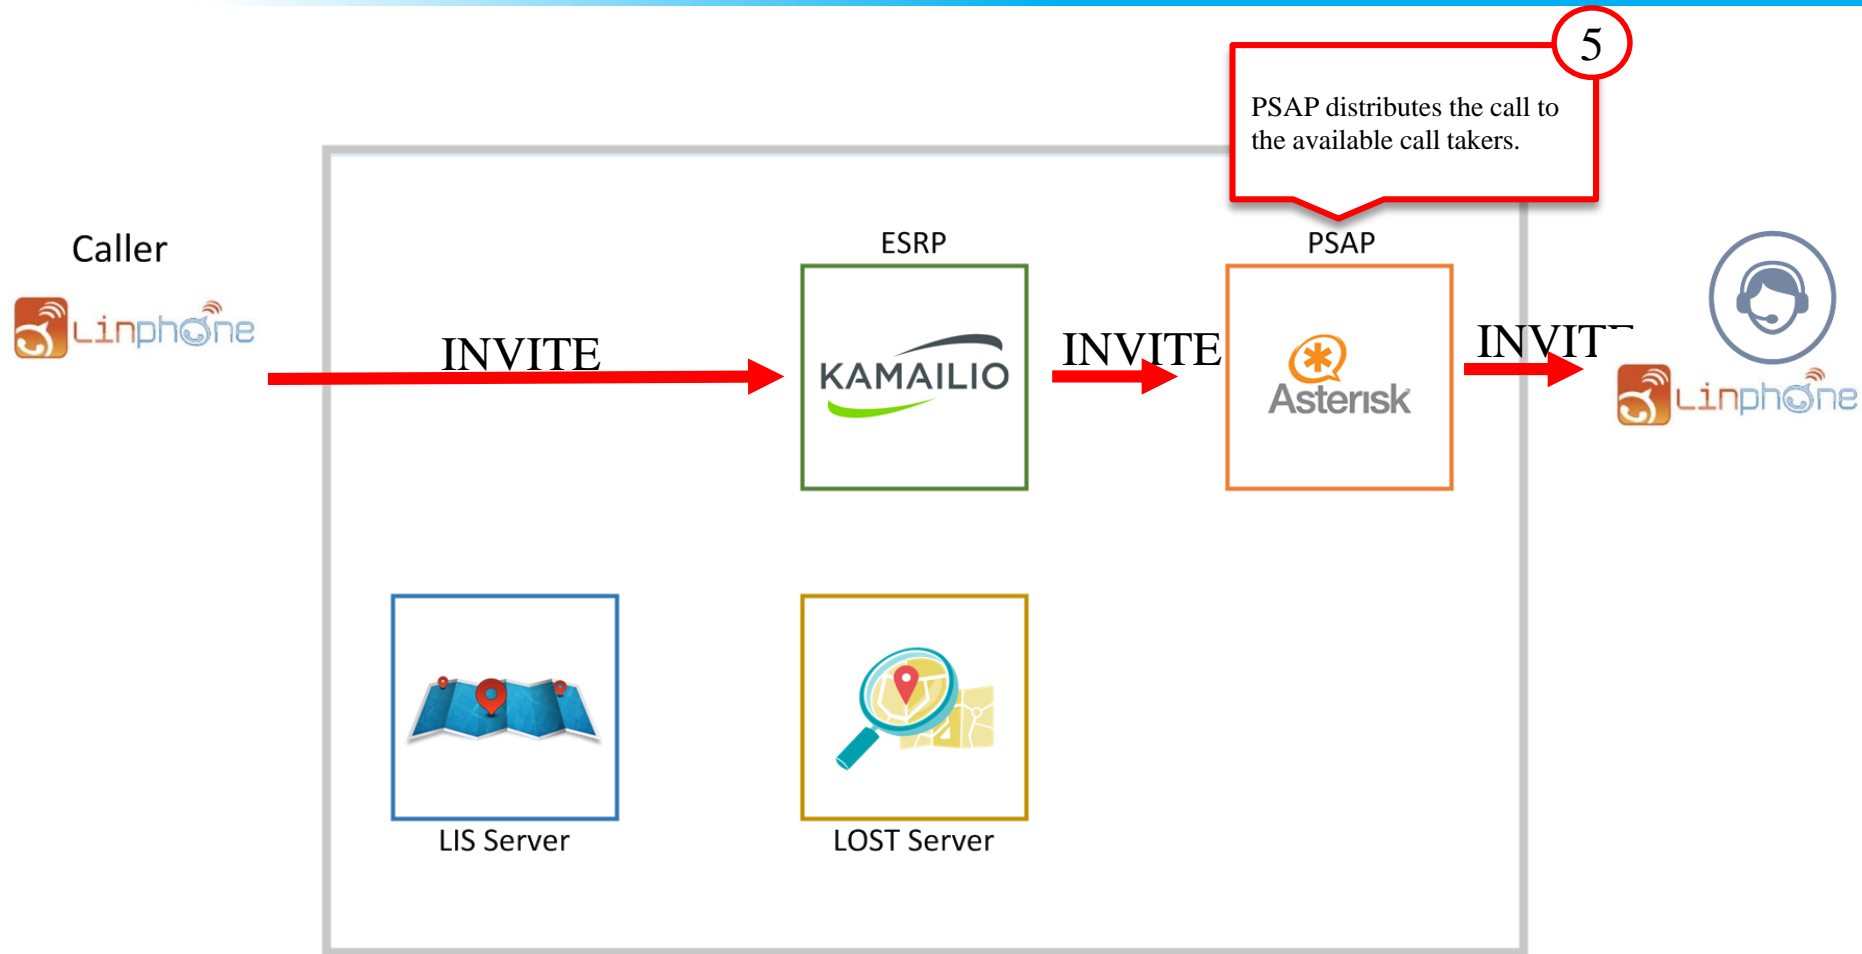 5
PSAP distributes the call to
the available call takers.
Caller
Linphone
ESRP
PSAP
INVITE
INVITE
INVITE
KAMAILIO
Asterisk
Linphone
LIS Server
LOST Server